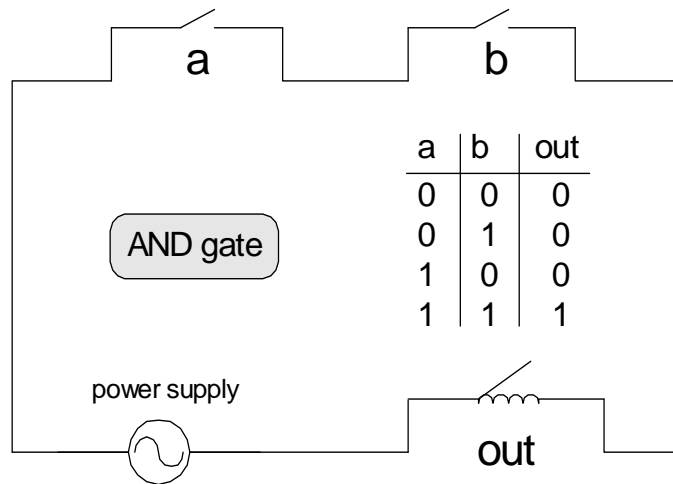 a
b
a b out
0 0 0
0 1 0
1 0 0
1 1 1
AND gate
power supply
out